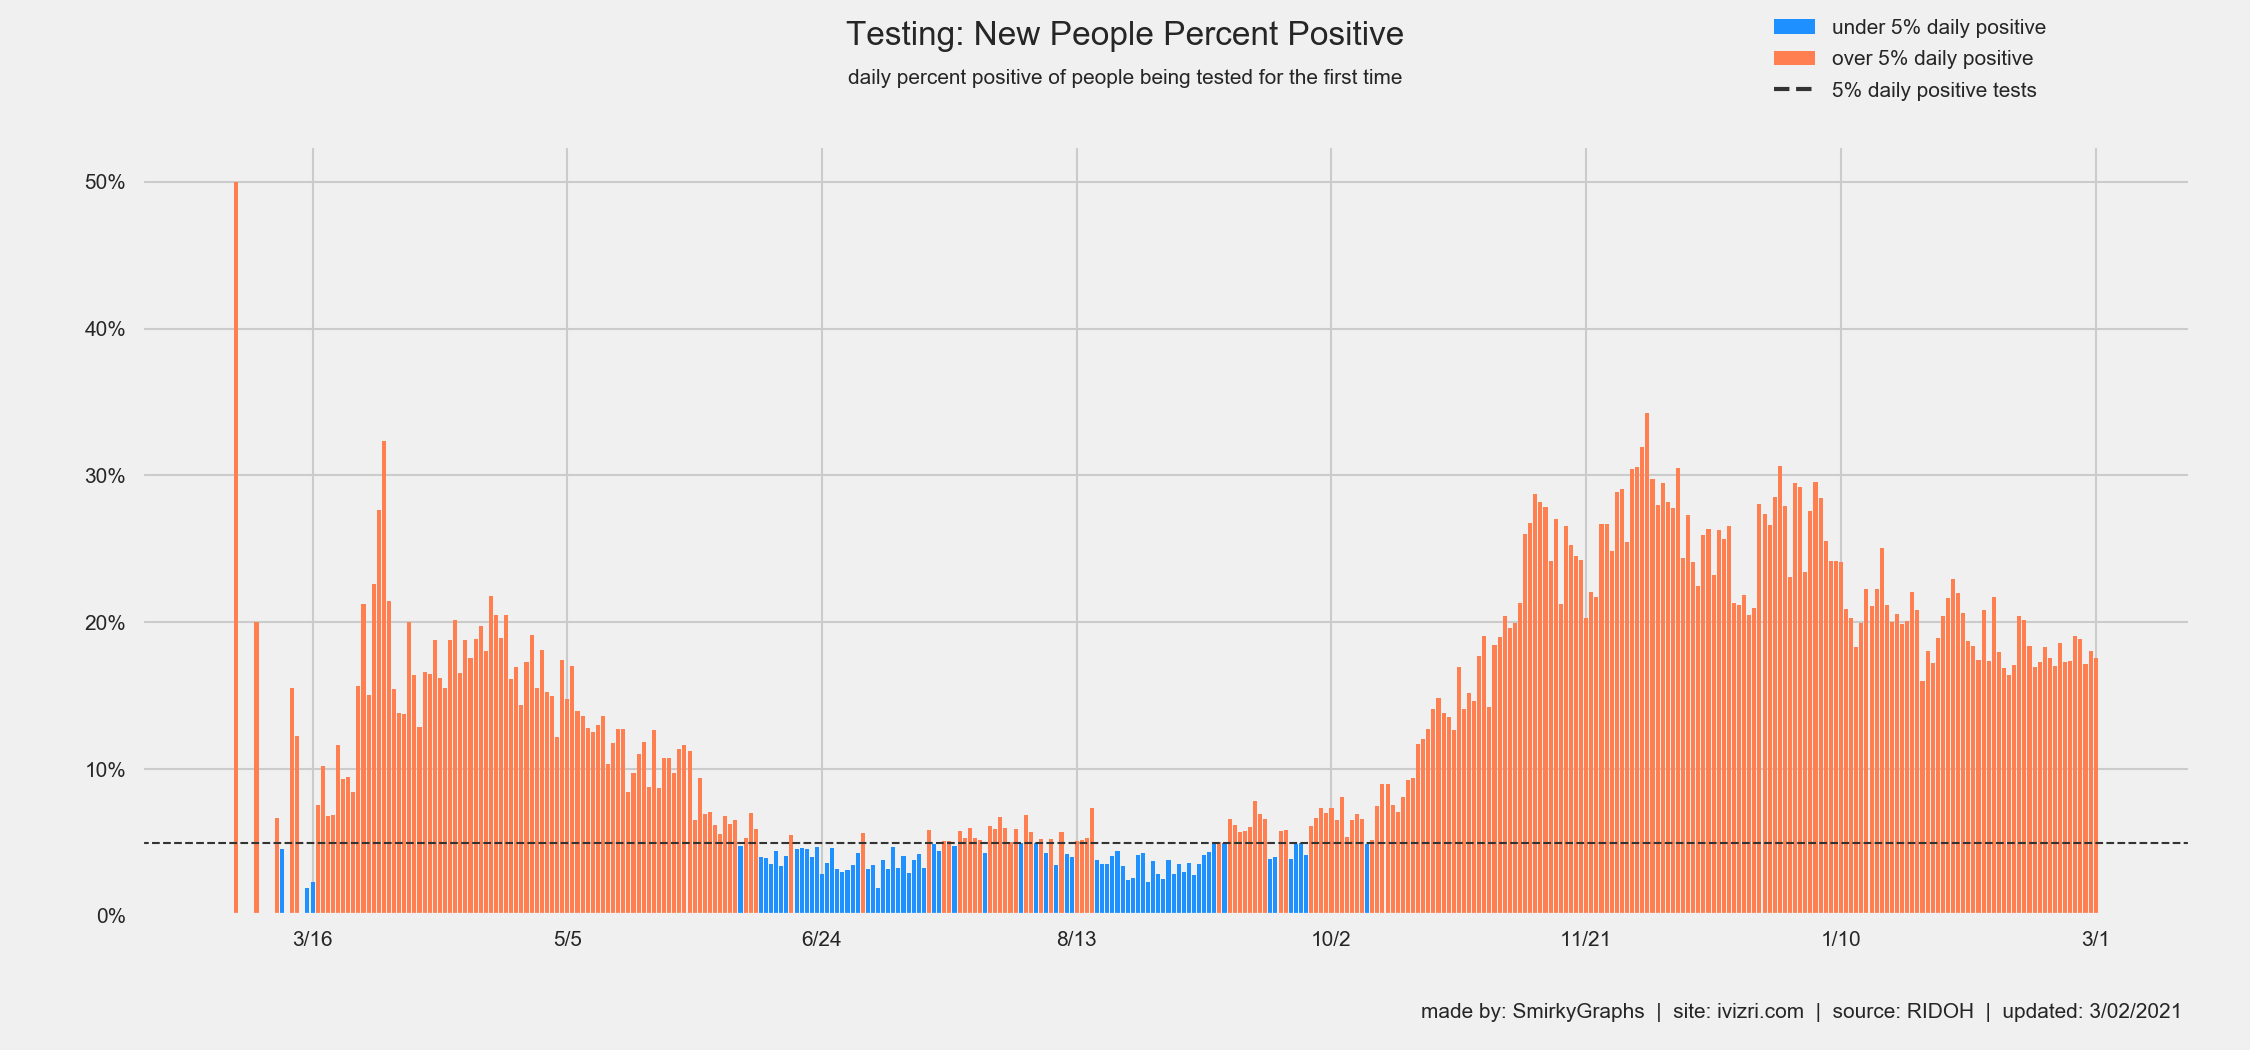 Testing: New People Percent Positive
daily percent positive of people being tested for the first time
under 5% daily positive
over 5% daily positive
5% daily positive tests
50%
40%
30%
20%
10%
0%
3/16 5/5 6/24 8/13 10/2 11/21 1/10 3/1
made by: SmirkyGraphs | site: ivizri.com | source: RIDOH | updated: 3/02/2021